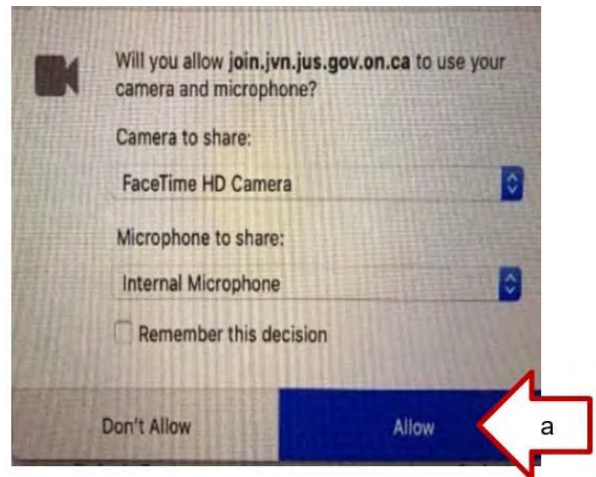 Will you allow join.jvn.jus.gov.on.ca to use your
camera and microphone?
Camera to share:
FaceTime HD Camera
Microphone to share:
Internal Microphone
Remember this decision
Don't Allow
Allow
a